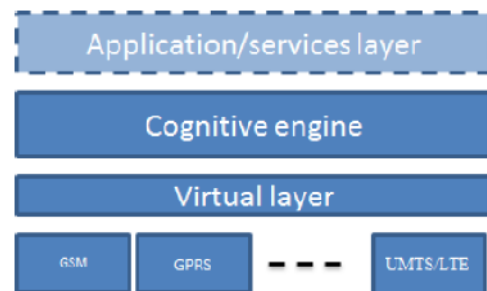 Application/services layer
Cognitive engine
Virtual layer
GSM GPRS UMTS/LTE